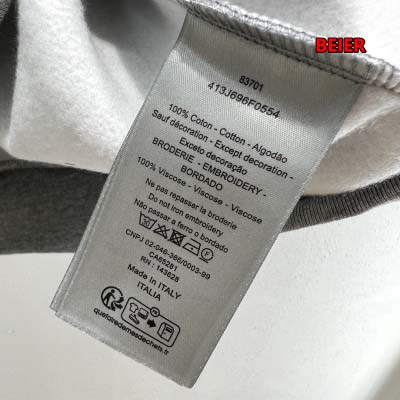 BEIER
83701
413J696F0554
100% Coton - Cotton - Algodão
Sauf décoration - Except decoration -
Exceto decoração
BRODERIE - EMBROIDERY -
BORDADO
100% Viscose - Viscose - Viscose
Ne pas repasser la broderie
Do not iron embroidery
Não passar a ferro o bordado
CNPJ 02-046-366/0003-99
CA65281
RN : 143628
Made In ITALY
ITALIA
quefairedemesdechets.fr